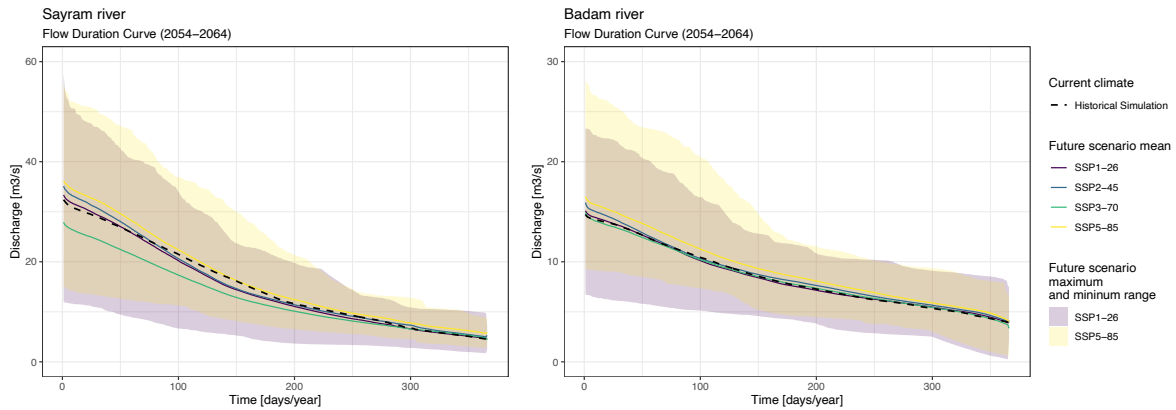 Sayram river
Flow Duration Curve (2054−2064)
60
40
20
0
Discharge [m3/s]
0 100 200 300
Time [days/year]
Badam river
Flow Duration Curve (2054−2064)
30
20
10
0
Discharge [m3/s]
0 100 200 300
Time [days/year]
Current climate
Historical Simulation
Future scenario mean
SSP1−26
SSP2−45
SSP3−70
SSP5−85
Future scenario
maximum
and mininum range
SSP1−26
SSP5−85